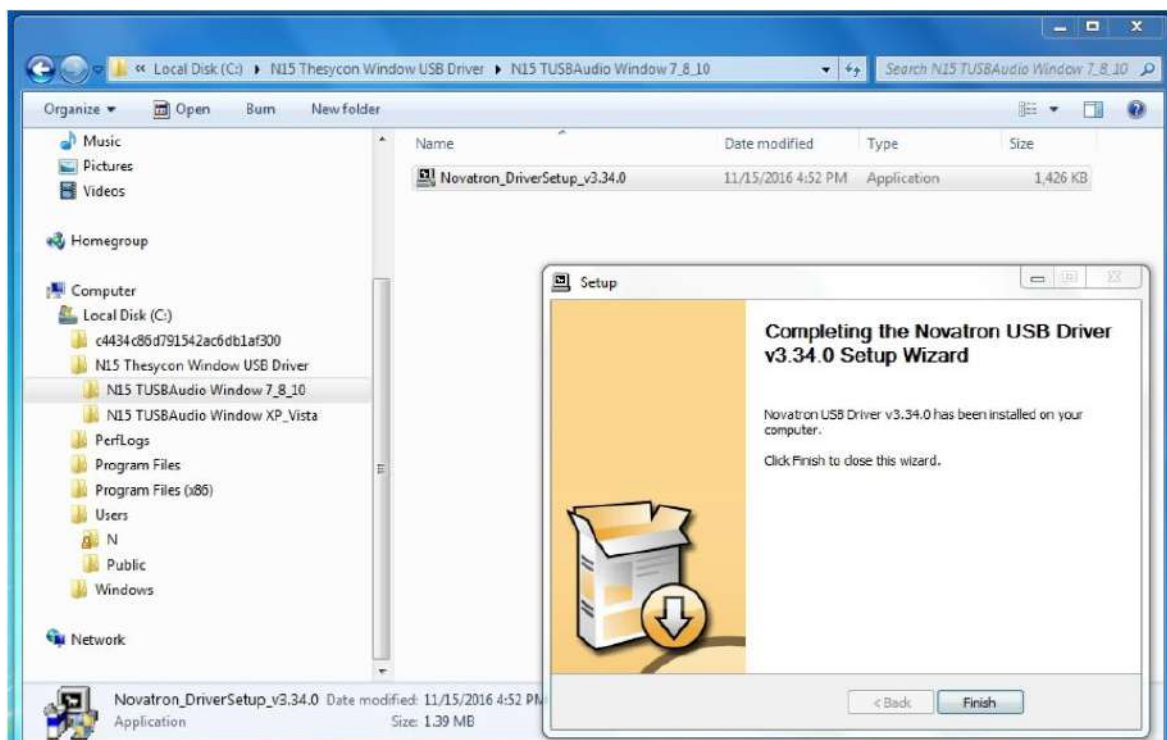 « Local Disk (C:) ▸ N15 Thesycon Window USB Driver ▸ N15 TUSBAudio Window 7_8_10
Search N15 TUSBAudio Window 7_8_10
Organize Open Burn New folder
Name Date modified Type Size
Novatron_DriverSetup_v3.34.0 11/15/2016 4:52 PM Application 1,426 KB
Music
Pictures
Videos
Homegroup
Computer
Local Disk (C:)
c4434c86d791542ac6db1af300
N15 Thesycon Window USB Driver
N15 TUSBAudio Window 7_8_10
N15 TUSBAudio Window XP_Vista
PerfLogs
Program Files
Program Files (x86)
Users
N
Public
Windows
Network
Setup
Completing the Novatron USB Driver
v3.34.0 Setup Wizard
Novatron USB Driver v3.34.0 has been installed on your
computer.
Click Finish to close this wizard.
< Back Finish
Novatron_DriverSetup_v3.34.0 Date modified: 11/15/2016 4:52 PM
Application Size: 1.39 MB